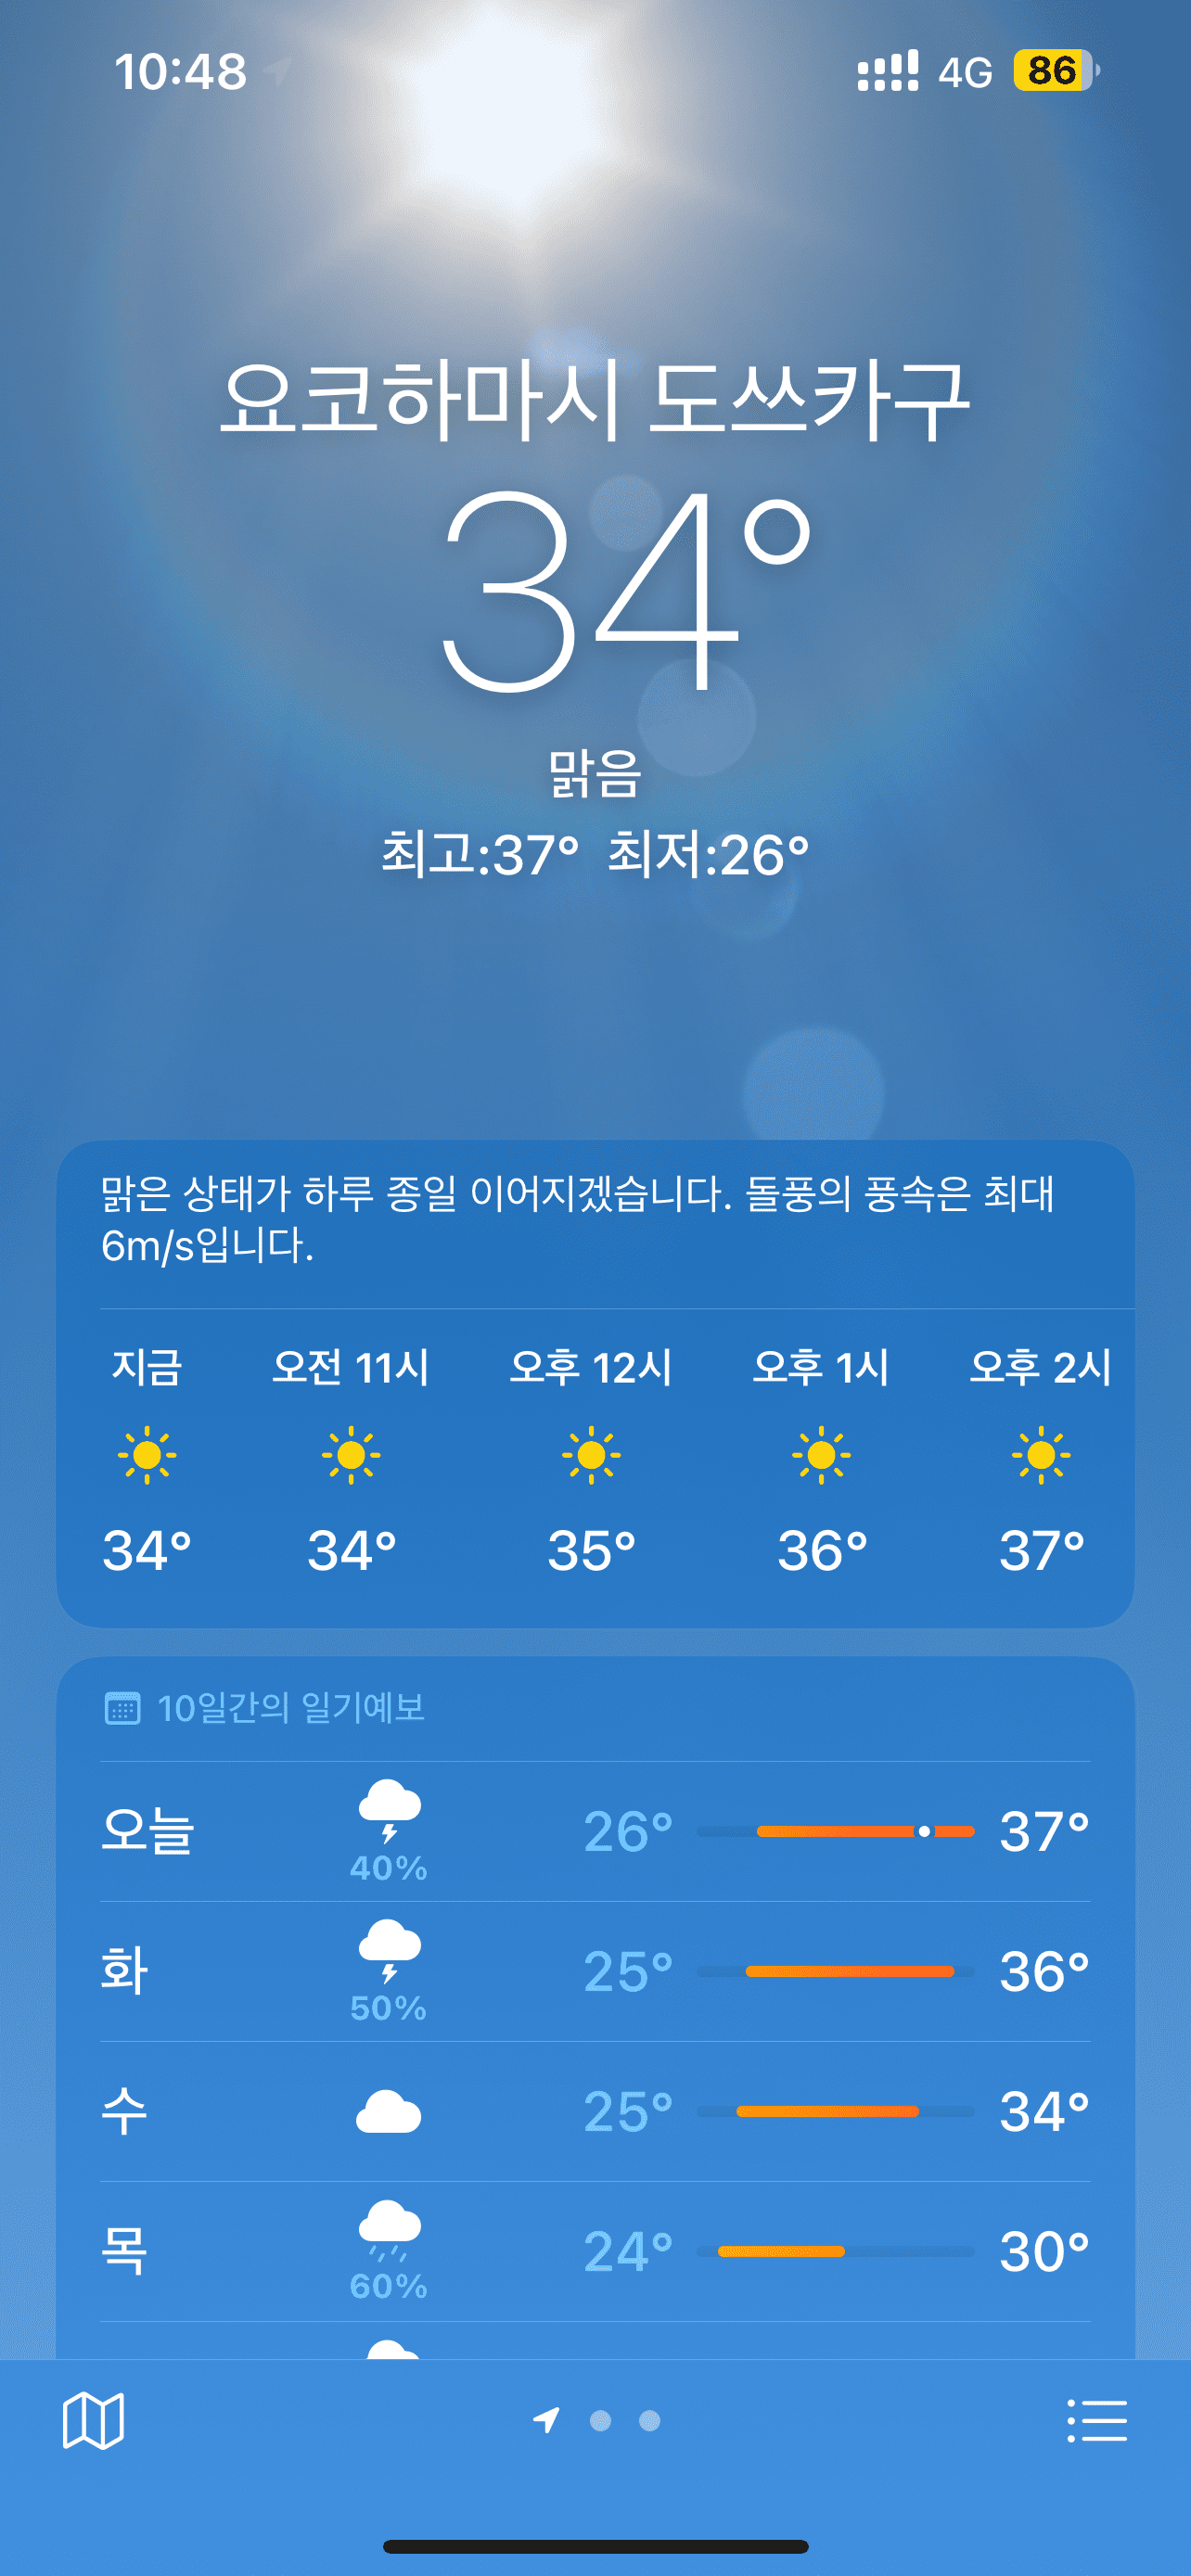 10:48 4G 86
요코하마시 도쓰카구
34°
맑음
최고:37° 최저:26°
맑은 상태가 하루 종일 이어지겠습니다. 돌풍의 풍속은 최대
6m/s입니다.
지금 오전 11시 오후 12시 오후 1시 오후 2시
34° 34° 35° 36° 37°
10일간의 일기예보
오늘 40% 26° 37°
화 50% 25° 36°
수 25° 34°
목 60% 24° 30°